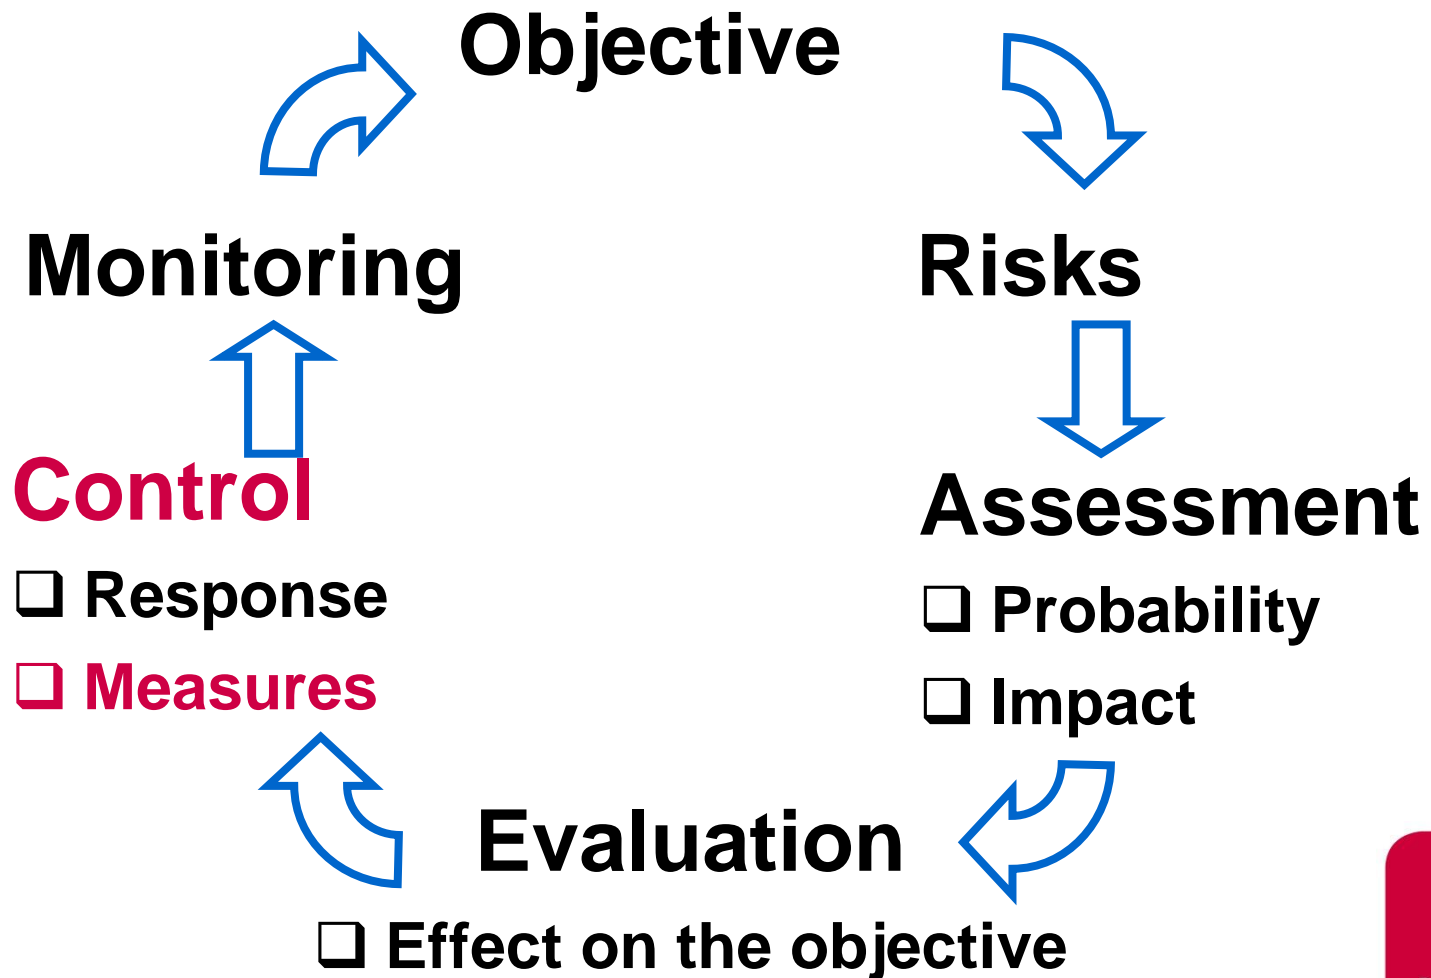 Objective
Monitoring
Risks
Control
❑ Response
❑ Measures
Assessment
❑ Probability
❑ Impact
Evaluation
❑ Effect on the objective